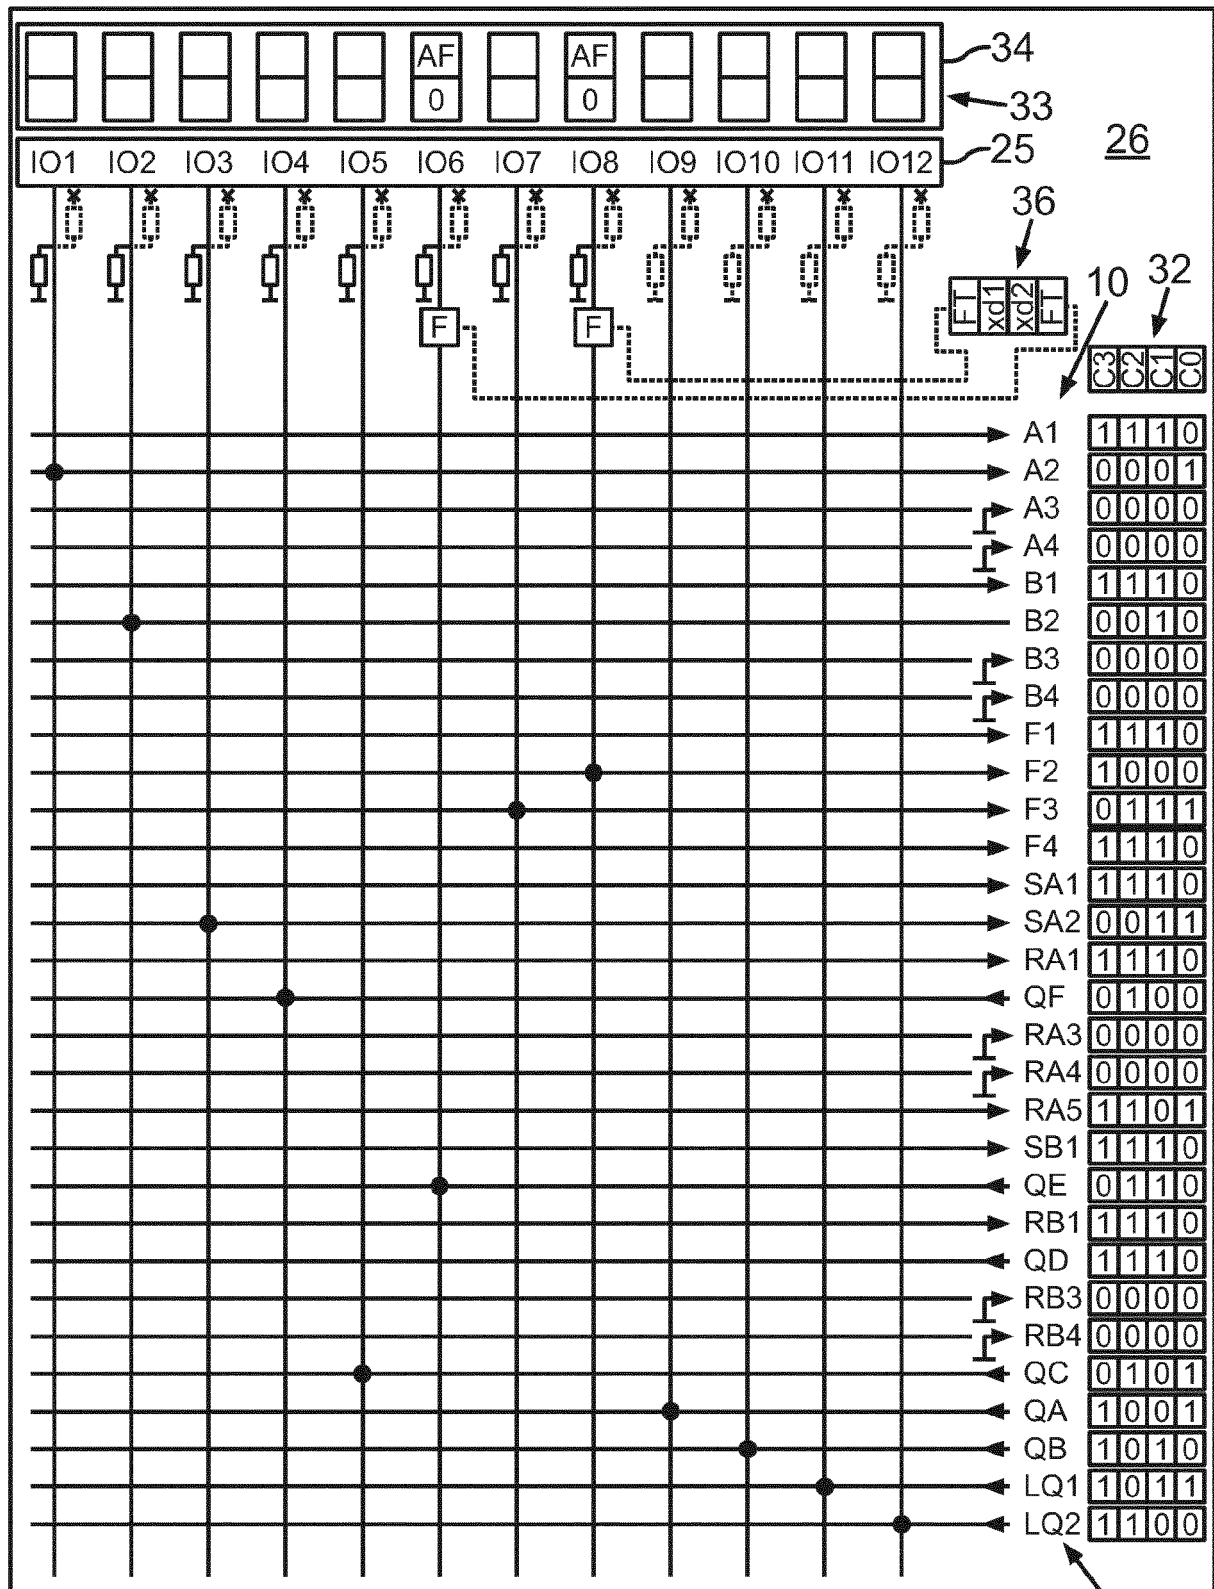 AF AF
0 0
34
33
IO1 IO2 IO3 IO4 IO5 IO6 IO7 IO8 IO9 IO10 IO11 IO12
25
26
36
FT xd1 xd2 FT
10
32
F F
C3 C2 C1 C0
A1 1 1 1 0
A2 0 0 0 1
A3 0 0 0 0
A4 0 0 0 0
B1 1 1 1 0
B2 0 0 1 0
B3 0 0 0 0
B4 0 0 0 0
F1 1 1 1 0
F2 1 0 0 0
F3 0 1 1 1
F4 1 1 1 0
SA1 1 1 1 0
SA2 0 0 1 1
RA1 1 1 1 0
QF 0 1 0 0
RA3 0 0 0 0
RA4 0 0 0 0
RA5 1 1 0 1
SB1 1 1 1 0
QE 0 1 1 0
RB1 1 1 1 0
QD 1 1 1 0
RB3 0 0 0 0
RB4 0 0 0 0
QC 0 1 0 1
QA 1 0 0 1
QB 1 0 1 0
LQ1 1 0 1 1
LQ2 1 1 0 0